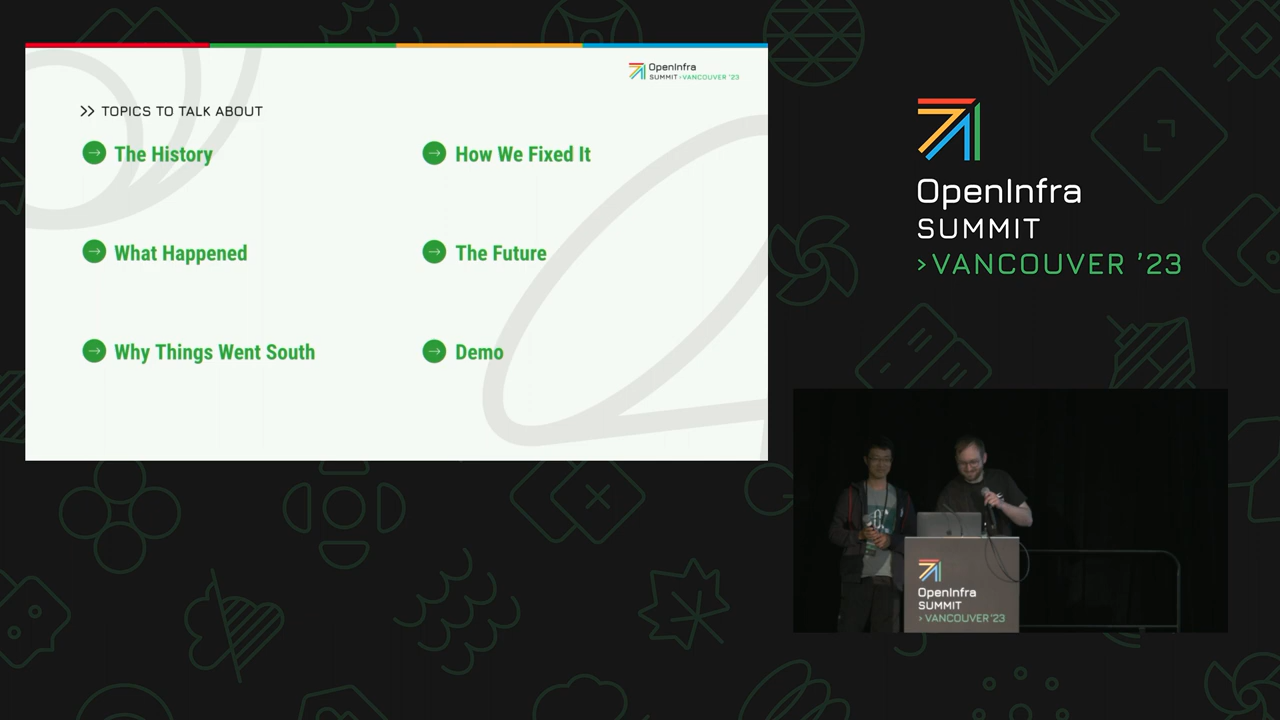 OpenInfra
SUMMIT >VANCOUVER '23
>> TOPICS TO TALK ABOUT
The History
How We Fixed It
What Happened
The Future
Why Things Went South
Demo
OpenInfra
SUMMIT
>VANCOUVER '23
OpenInfra
SUMMIT
>VANCOUVER '23